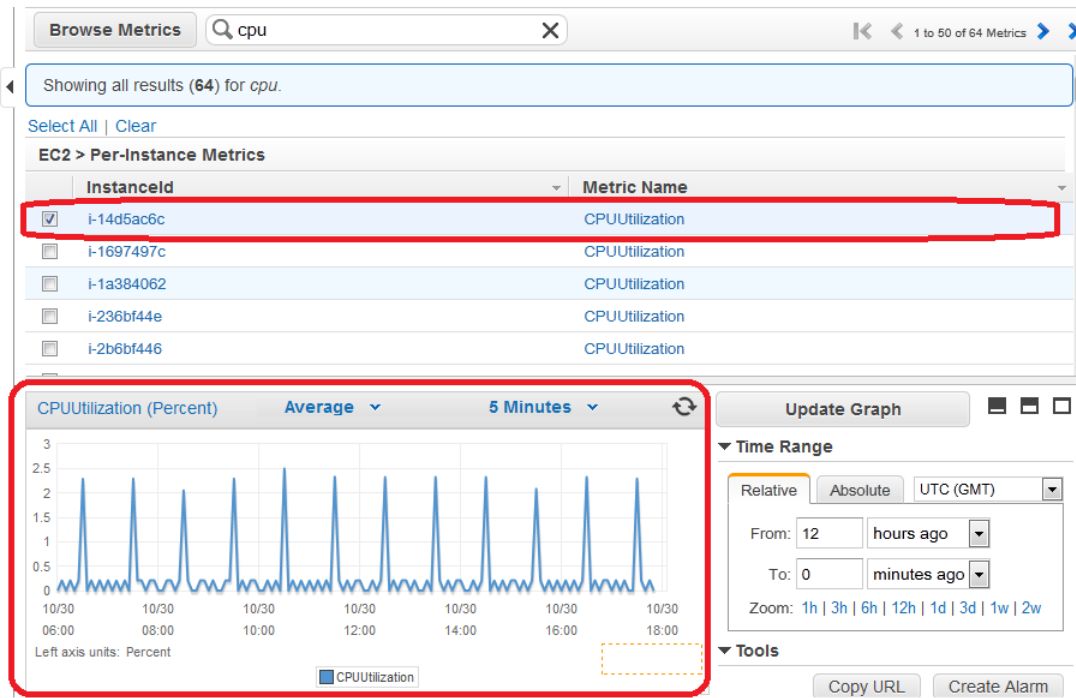 Browse Metrics cpu 1 to 50 of 64 Metrics
Showing all results (64) for cpu.
Select All | Clear
EC2 > Per-Instance Metrics
InstanceId Metric Name
i-14d5ac6c CPUUtilization
i-1697497c CPUUtilization
i-1a384062 CPUUtilization
i-236bf44e CPUUtilization
i-2b6bf446 CPUUtilization
CPUUtilization (Percent) Average 5 Minutes
3
2.5
2
1.5
1
0.5
0
10/30 10/30 10/30 10/30 10/30 10/30 10/30
06:00 08:00 10:00 12:00 14:00 16:00 18:00
Left axis units: Percent
CPUUtilization
Update Graph
Time Range
Relative Absolute UTC (GMT)
From: 12 hours ago
To: 0 minutes ago
Zoom: 1h | 3h | 6h | 12h | 1d | 3d | 1w | 2w
Tools
Copy URL Create Alarm